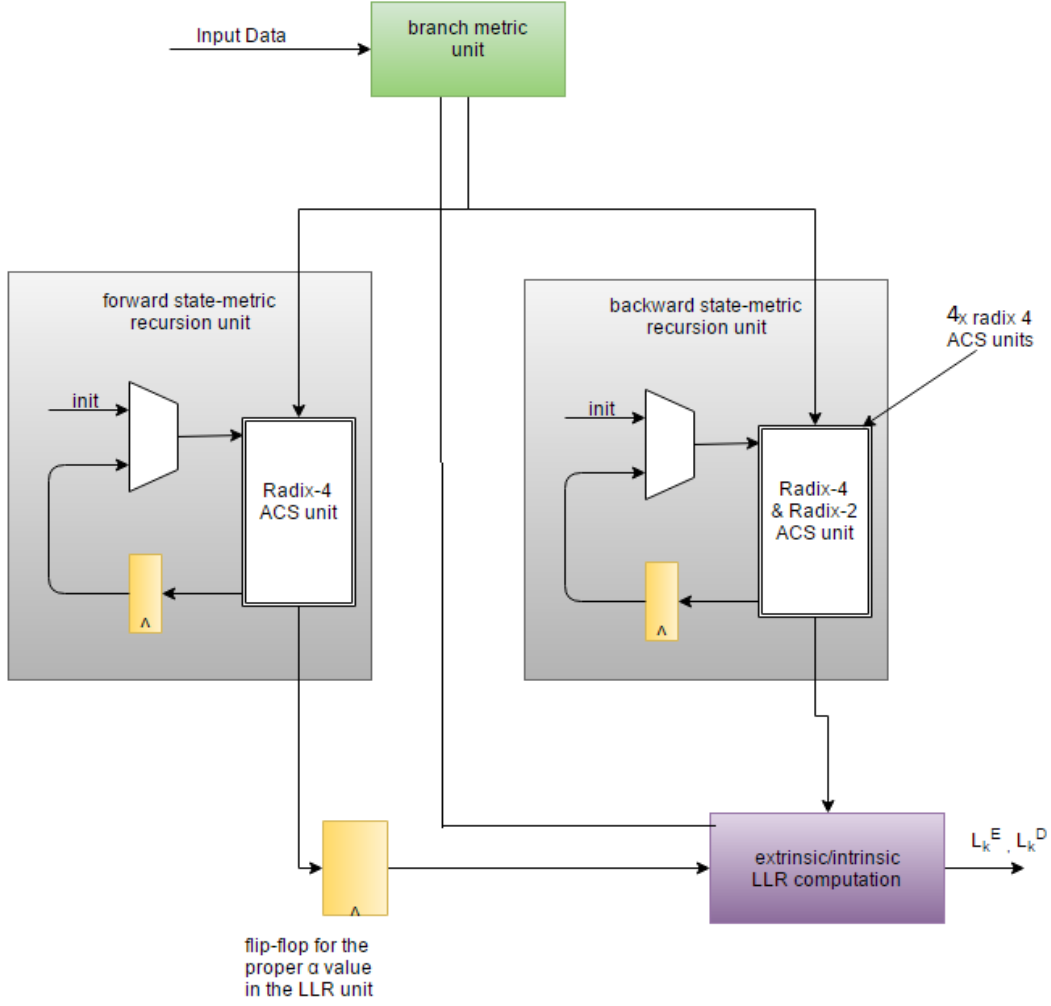 Input Data
branch metric
unit
forward state-metric
recursion unit
backward state-metric
recursion unit
4x radix 4
ACS units
init
init
Radix-4
ACS unit
Radix-4
& Radix-2
ACS unit
extrinsic/intrinsic
LLR computation
L_k^E , L_k^D
flip-flop for the
proper α value
in the LLR unit